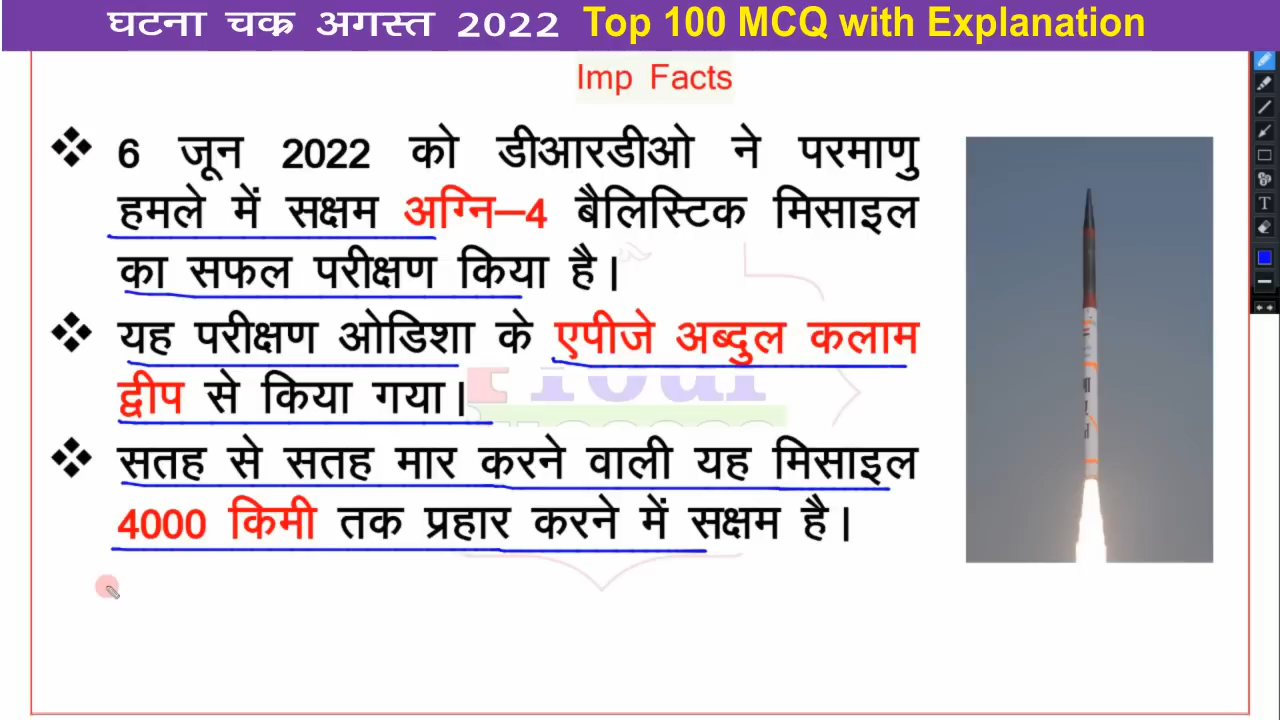 घटना चक्र अगस्त 2022 Top 100 MCQ with Explanation
Imp Facts
❖ 6 जून 2022 को डीआरडीओ ने परमाणु
हमले में सक्षम अग्नि–4 बैलिस्टिक मिसाइल
का सफल परीक्षण किया है।
❖ यह परीक्षण ओडिशा के एपीजे अब्दुल कलाम
द्वीप से किया गया।
❖ सतह से सतह मार करने वाली यह मिसाइल
4000 किमी तक प्रहार करने में सक्षम है।